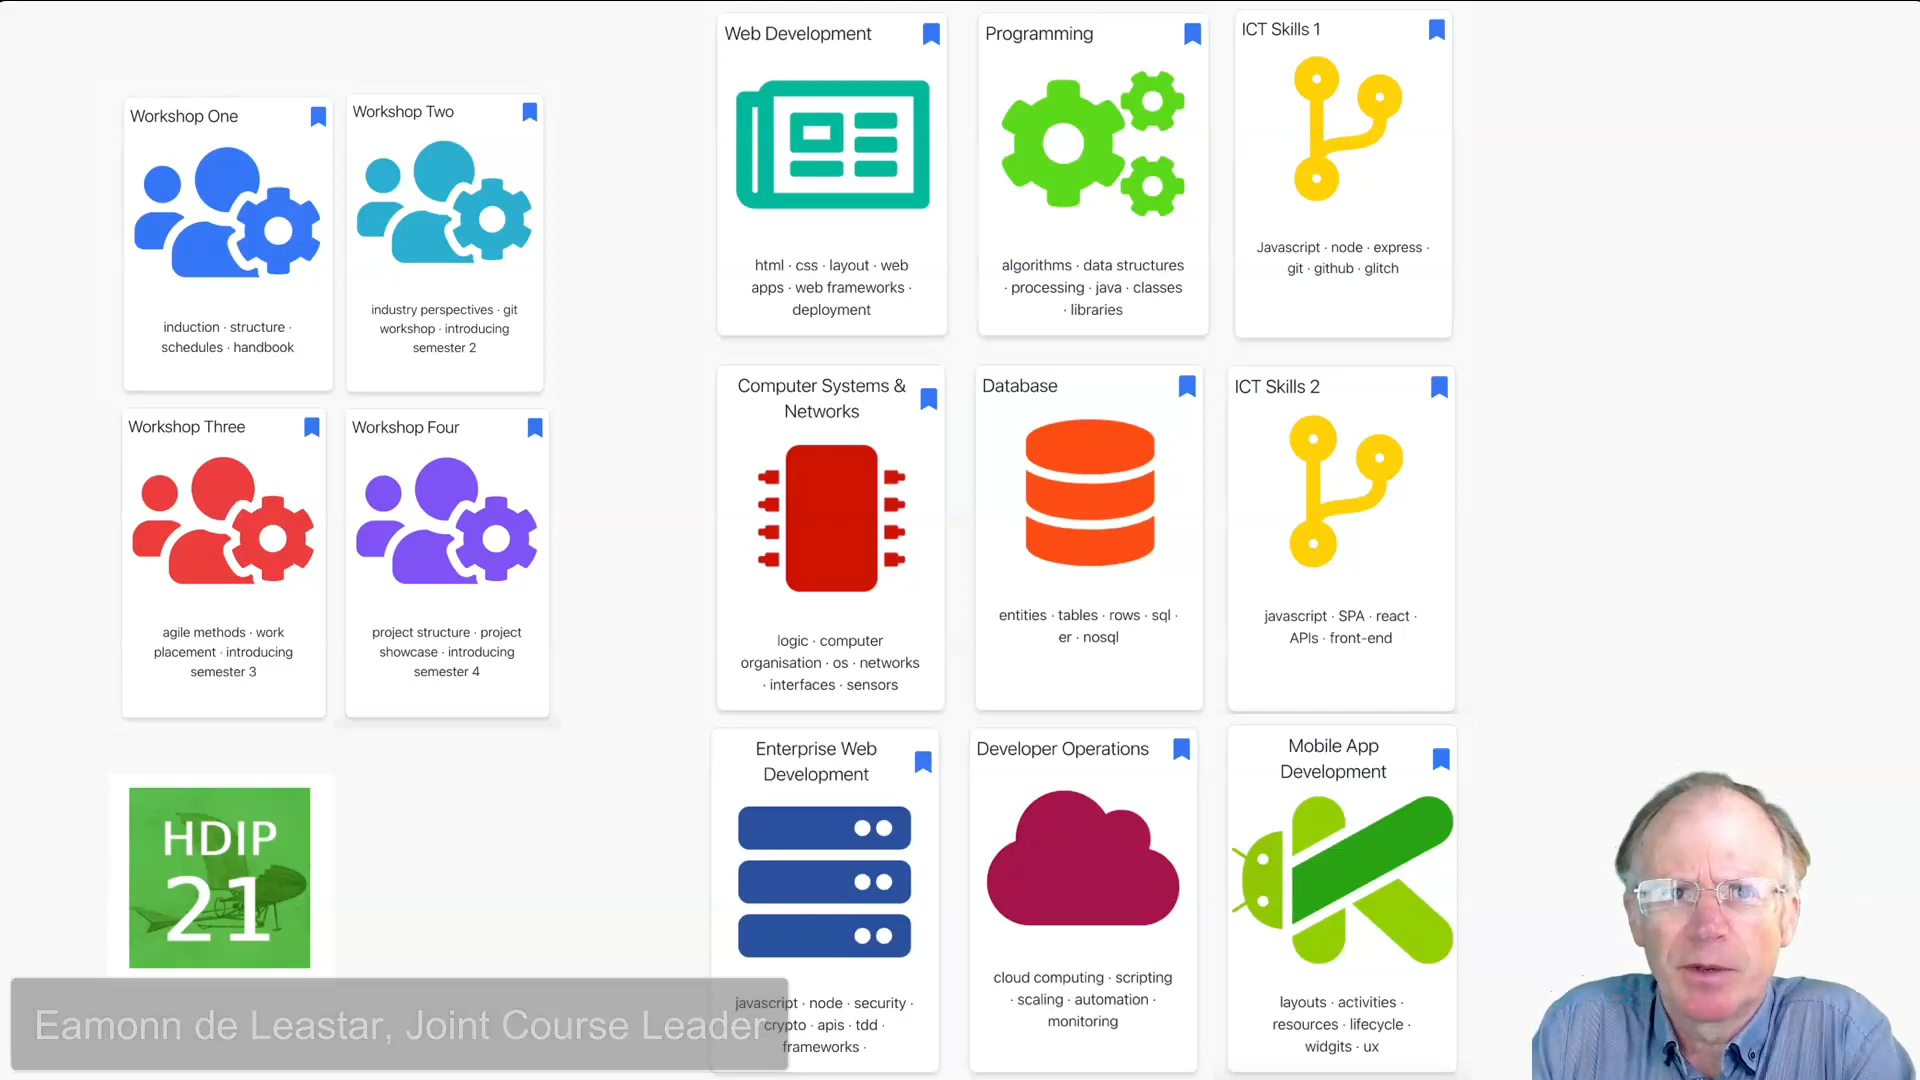 Workshop One
induction · structure ·
schedules · handbook
Workshop Two
industry perspectives · git
workshop · introducing
semester 2
Workshop Three
agile methods · work
placement · introducing
semester 3
Workshop Four
project structure · project
showcase · introducing
semester 4
HDIP
21
Web Development
html · css · layout · web
apps · web frameworks ·
deployment
Programming
algorithms · data structures
· processing · java · classes
· libraries
ICT Skills 1
Javascript · node · express ·
git · github · glitch
Computer Systems &
Networks
logic · computer
organisation · os · networks
· interfaces · sensors
Database
entities · tables · rows · sql ·
er · nosql
ICT Skills 2
javascript · SPA · react ·
APIs · front-end
Enterprise Web
Development
javascript · node · security ·
crypto · apis · tdd ·
frameworks ·
Developer Operations
cloud computing · scripting
· scaling · automation ·
monitoring
Mobile App
Development
layouts · activities ·
resources · lifecycle ·
widgits · ux
Eamonn de Leastar, Joint Course Leader